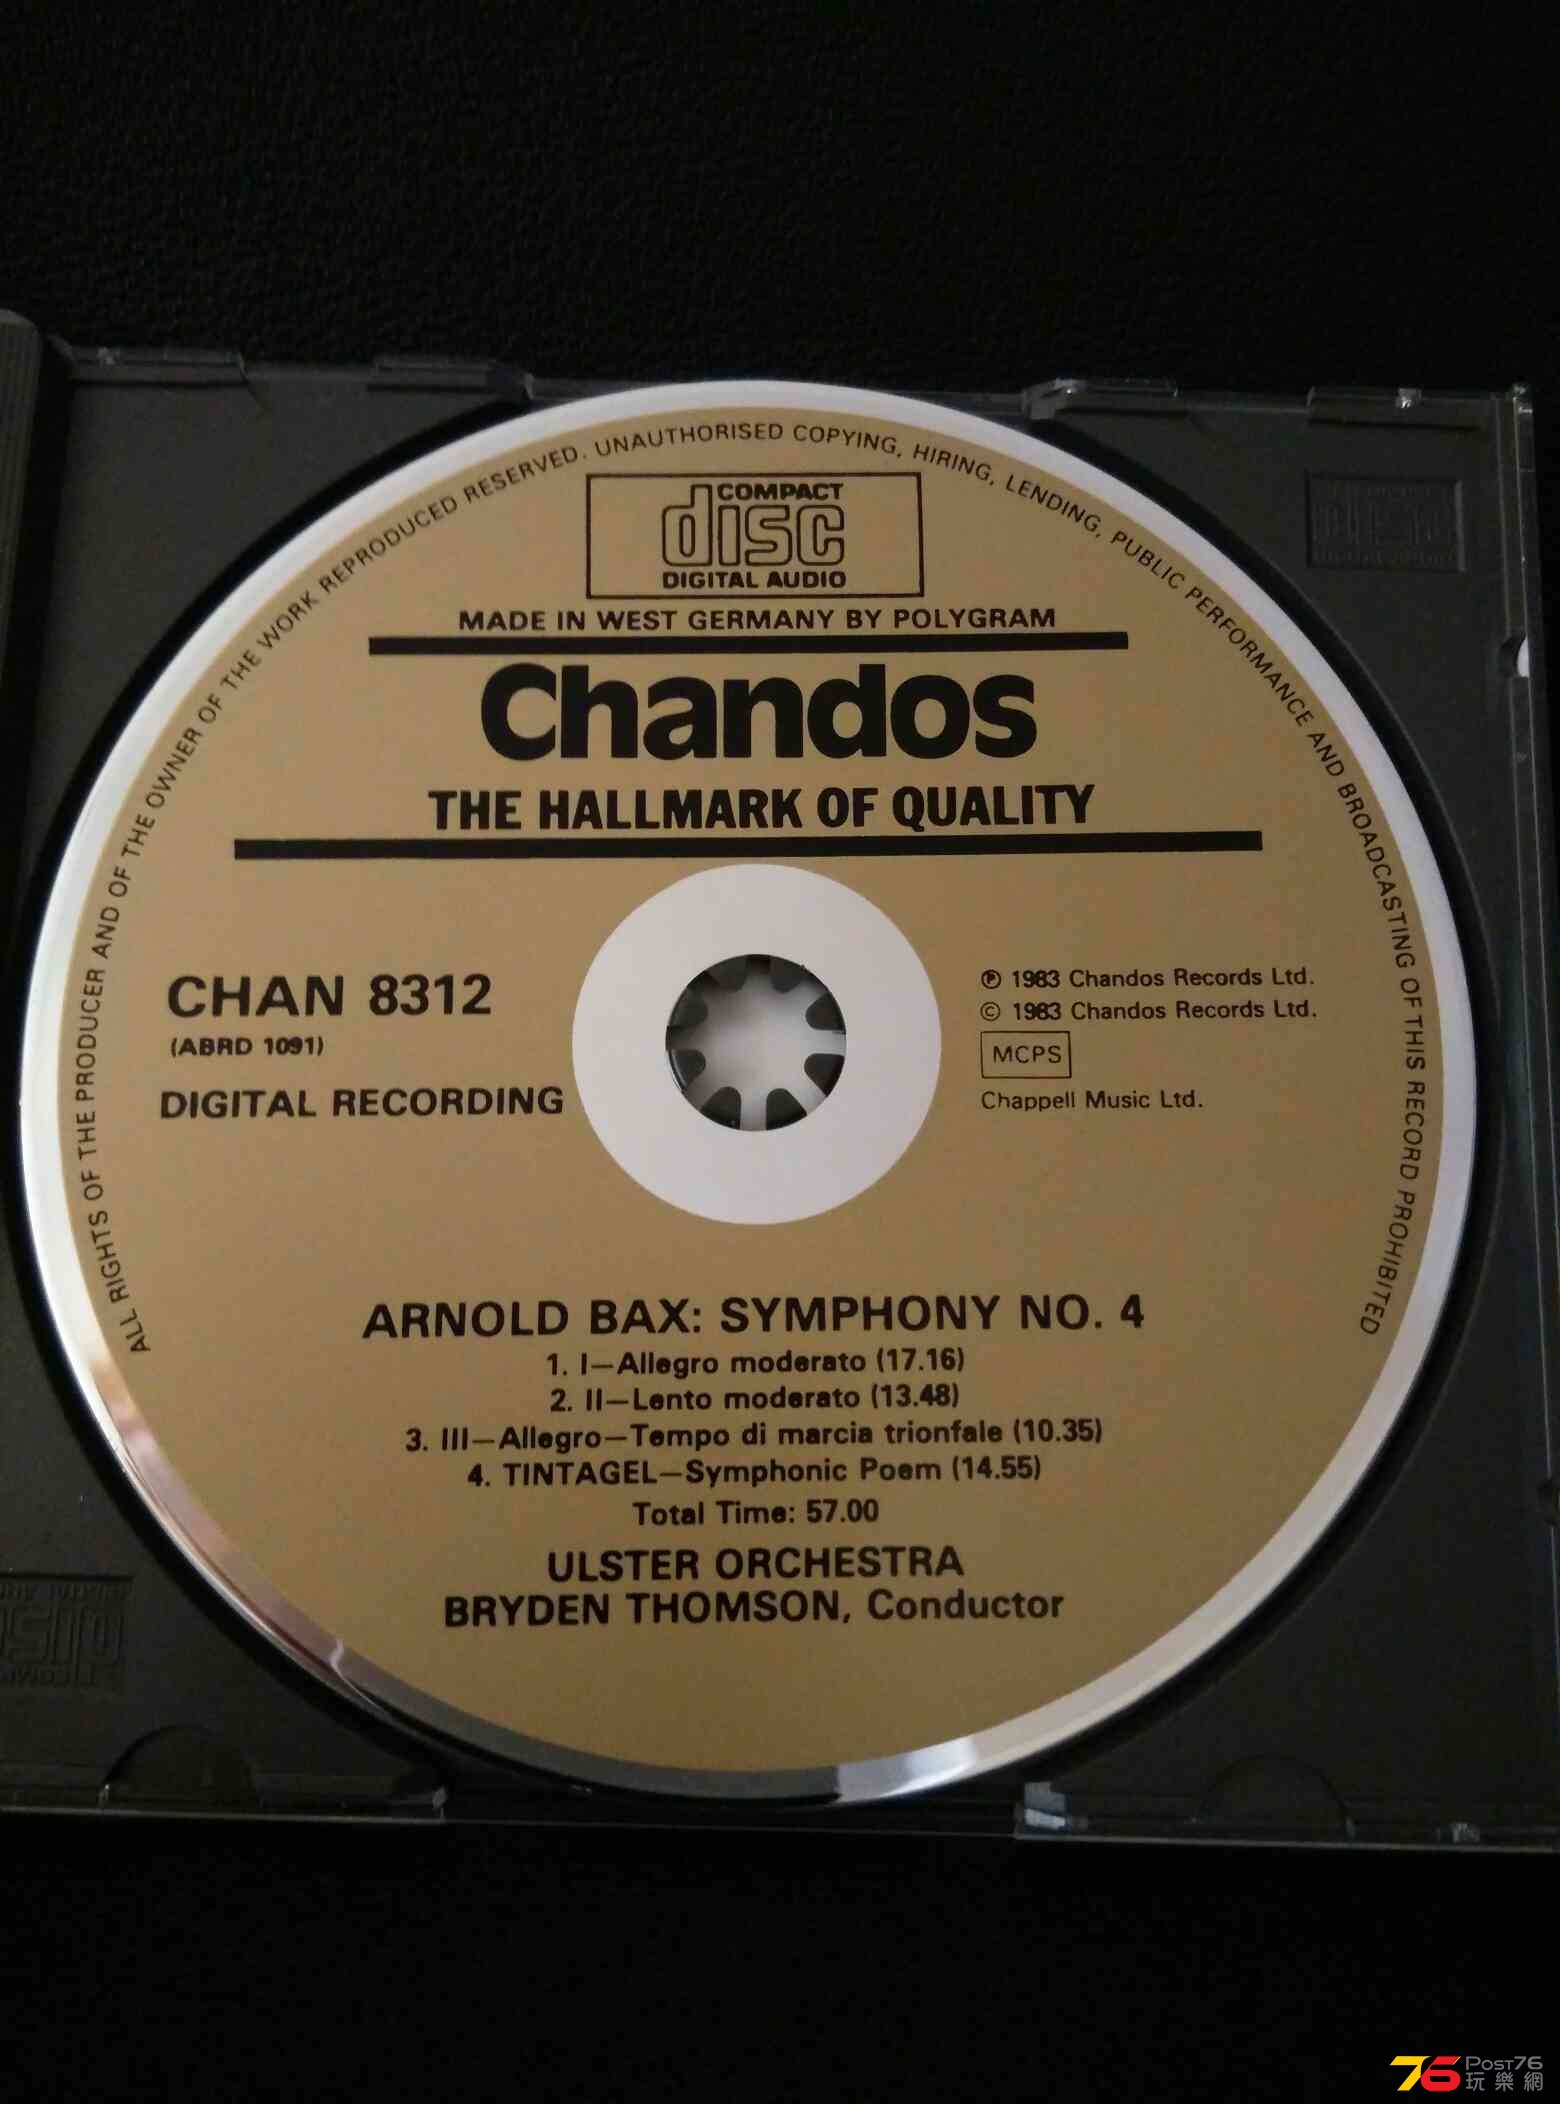 ALL RIGHTS OF THE PRODUCER AND OF THE OWNER OF THE WORK REPRODUCED RESERVED. UNAUTHORISED COPYING, HIRING, LENDING, PUBLIC PERFORMANCE AND BROADCASTING OF THIS RECORD PROHIBITED
COMPACT
disc
DIGITAL AUDIO
MADE IN WEST GERMANY BY POLYGRAM
Chandos
THE HALLMARK OF QUALITY
CHAN 8312
(ABRD 1091)
DIGITAL RECORDING
℗ 1983 Chandos Records Ltd.
© 1983 Chandos Records Ltd.
MCPS
Chappell Music Ltd.
ARNOLD BAX: SYMPHONY NO. 4
1. I—Allegro moderato (17.16)
2. II—Lento moderato (13.48)
3. III—Allegro—Tempo di marcia trionfale (10.35)
4. TINTAGEL—Symphonic Poem (14.55)
Total Time: 57.00
ULSTER ORCHESTRA
BRYDEN THOMSON, Conductor
76 Post76
玩樂網